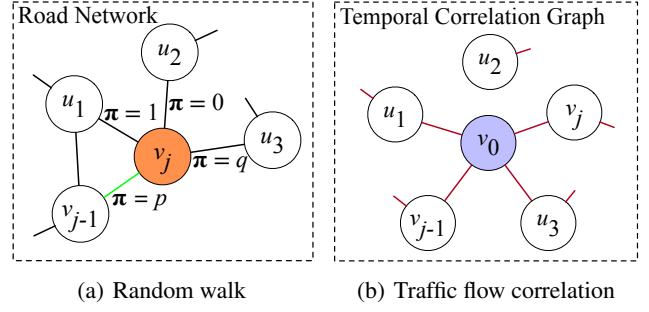 Road Network
u2
u1
π = 1
π = 0
vj
u3
π = q
π = p
vj-1
(a) Random walk
Temporal Correlation Graph
u2
u1
vj
v0
vj-1
u3
(b) Traffic flow correlation